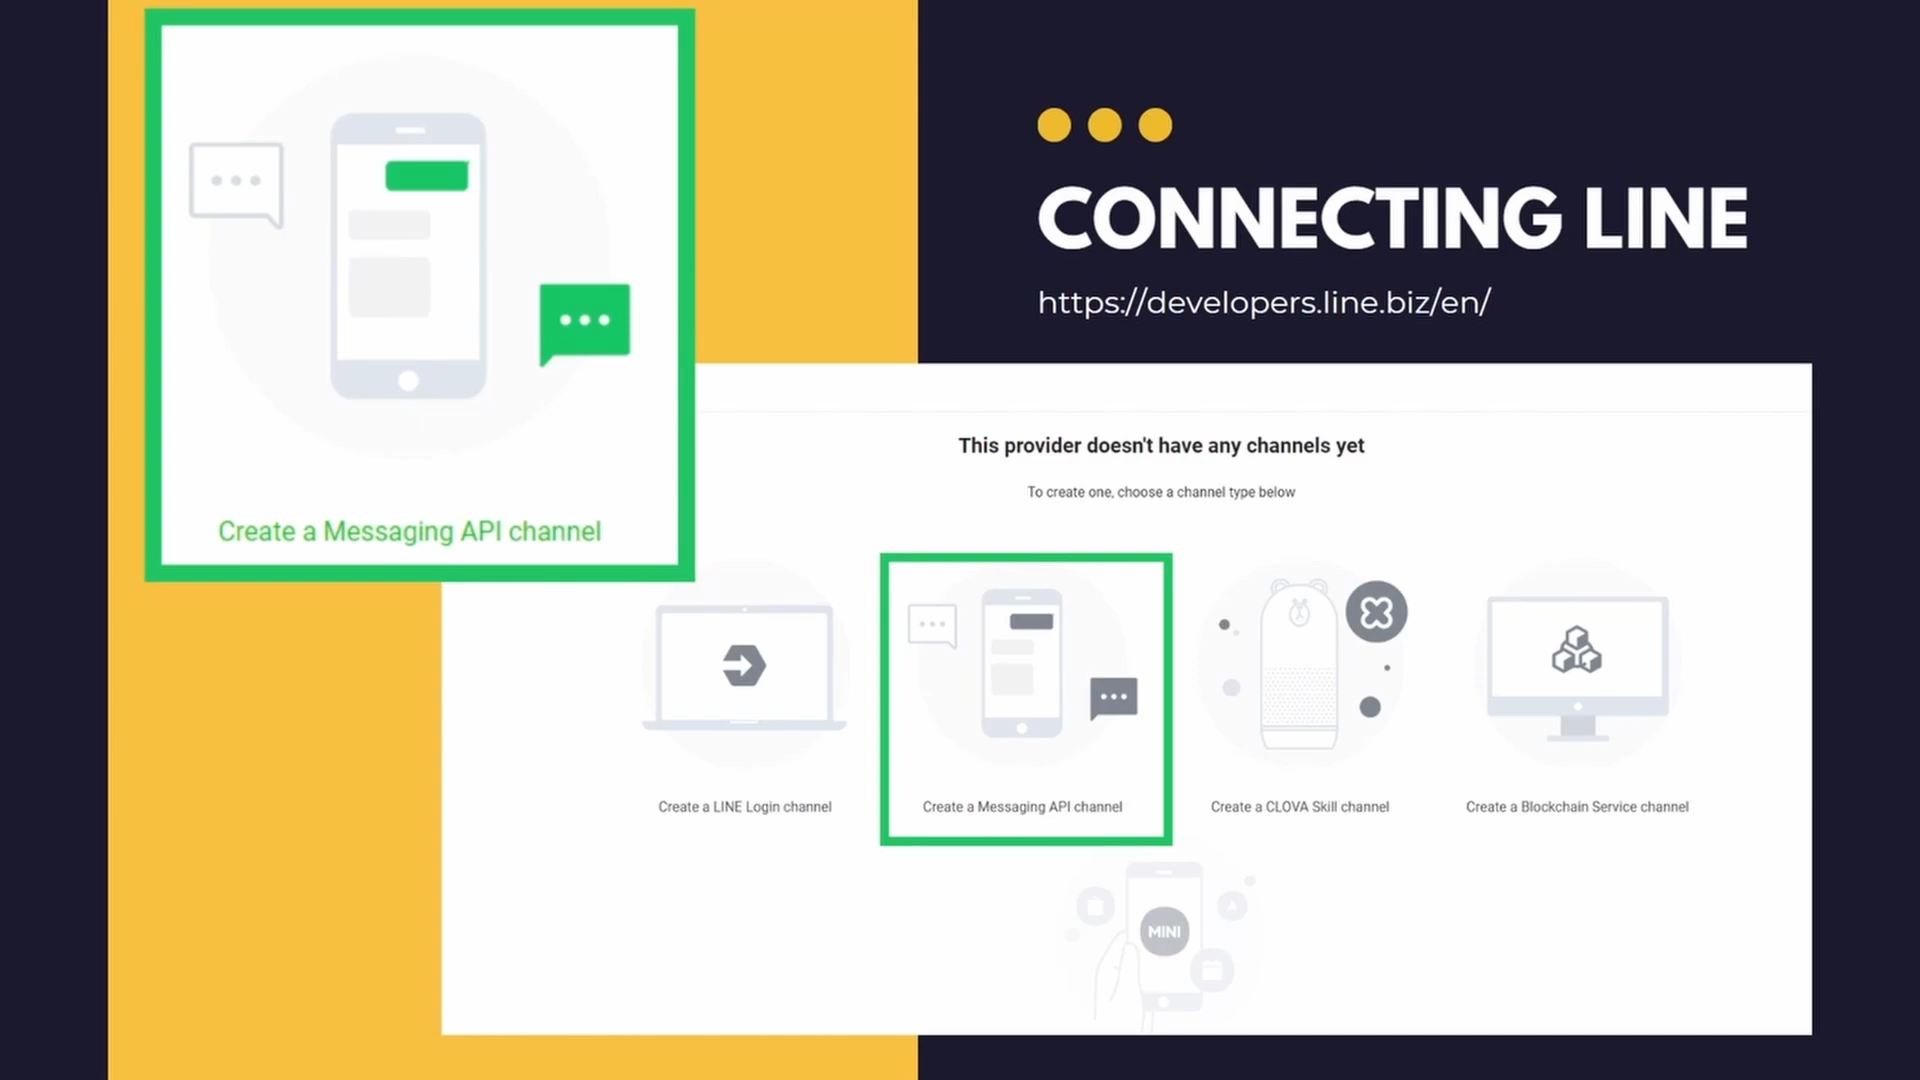 CONNECTING LINE
https://developers.line.biz/en/
Create a Messaging API channel
This provider doesn't have any channels yet
To create one, choose a channel type below
Create a LINE Login channel
Create a Messaging API channel
Create a CLOVA Skill channel
Create a Blockchain Service channel
MINI